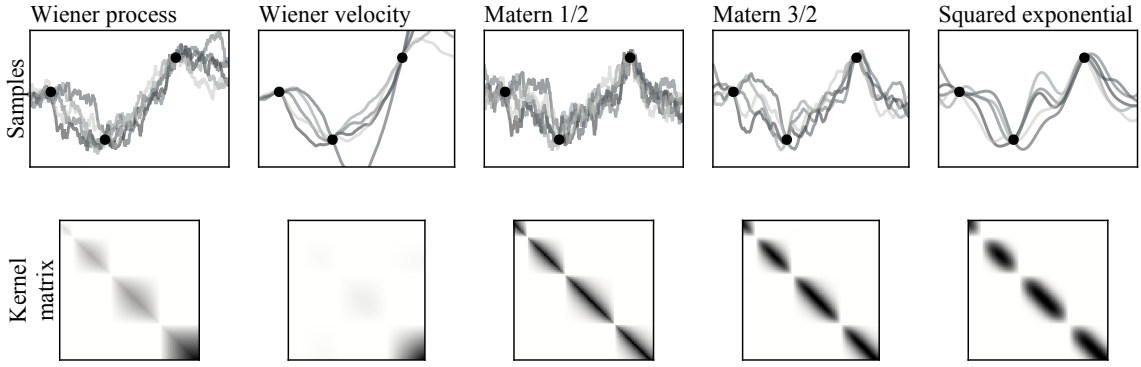 Wiener process
Wiener velocity
Matern 1/2
Matern 3/2
Squared exponential
Samples
Kernel
matrix